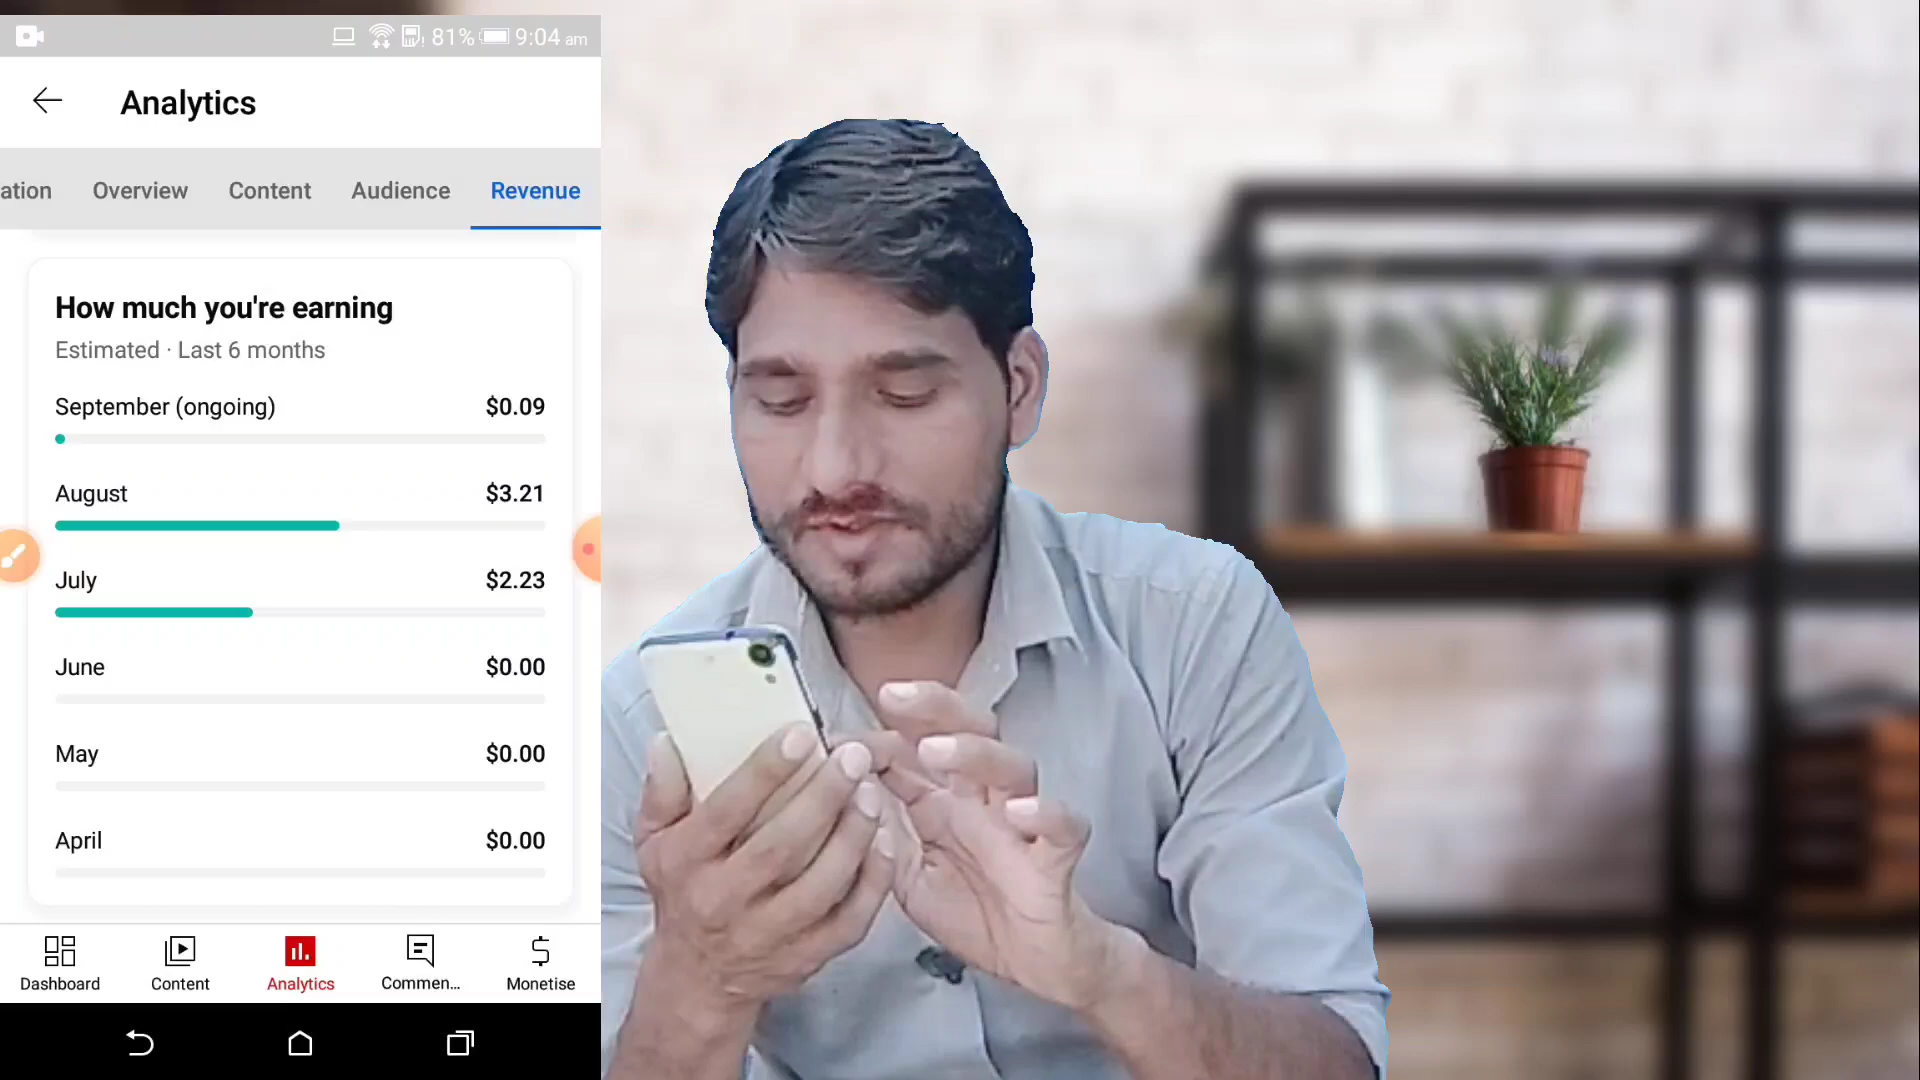 81% 9:04 am
Analytics
ation Overview Content Audience Revenue
How much you're earning
Estimated · Last 6 months
September (ongoing) $0.09
August $3.21
July $2.23
June $0.00
May $0.00
April $0.00
Dashboard Content Analytics Commen... Monetise